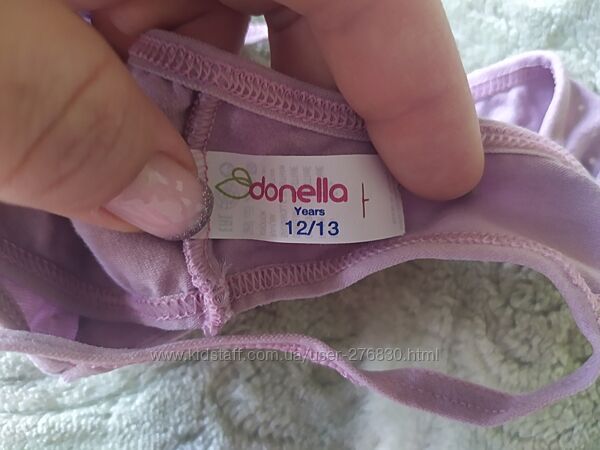 donella
Years
12/13
www.kidstaff.com.ua/user-276830.html